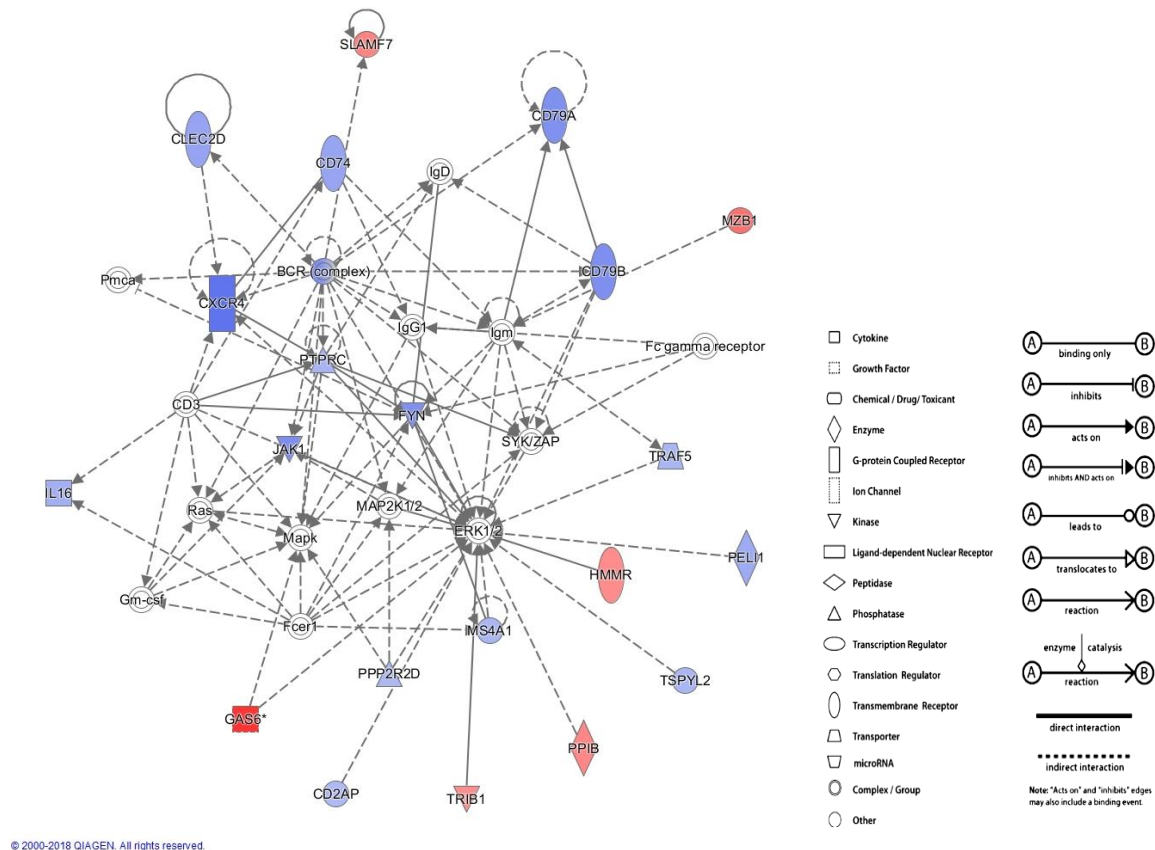 SLAMF7
CLEC2D
CD74
CD79A
IgD
MZB1
Pmca
BCR (complex)
CD79B
CXCR4
IgG1
Igm
Fc gamma receptor
PTPRC
CD3
FYN
SYK/ZAP
JAK1
TRAF5
IL16
Ras
MAP2K1/2
Mapk
ERK1/2
PELI1
HMMR
Gm-csf
Fcer1
MS4A1
PPP2R2D
TSPYL2
GAS6*
PPIB
CD2AP
TRIB1
Cytokine
Growth Factor
Chemical / Drug/ Toxicant
Enzyme
G-protein Coupled Receptor
Ion Channel
Kinase
Ligand-dependent Nuclear Receptor
Peptidase
Phosphatase
Transcription Regulator
Translation Regulator
Transmembrane Receptor
Transporter
microRNA
Complex / Group
Other
A B
binding only
A B
inhibits
A B
acts on
A B
inhibits AND acts on
A B
leads to
A B
translocates to
A B
reaction
enzyme catalysis
A B
reaction
direct interaction
indirect interaction
Note: "Acts on" and "inhibits" edges
may also include a binding event.
© 2000-2018 QIAGEN. All rights reserved.